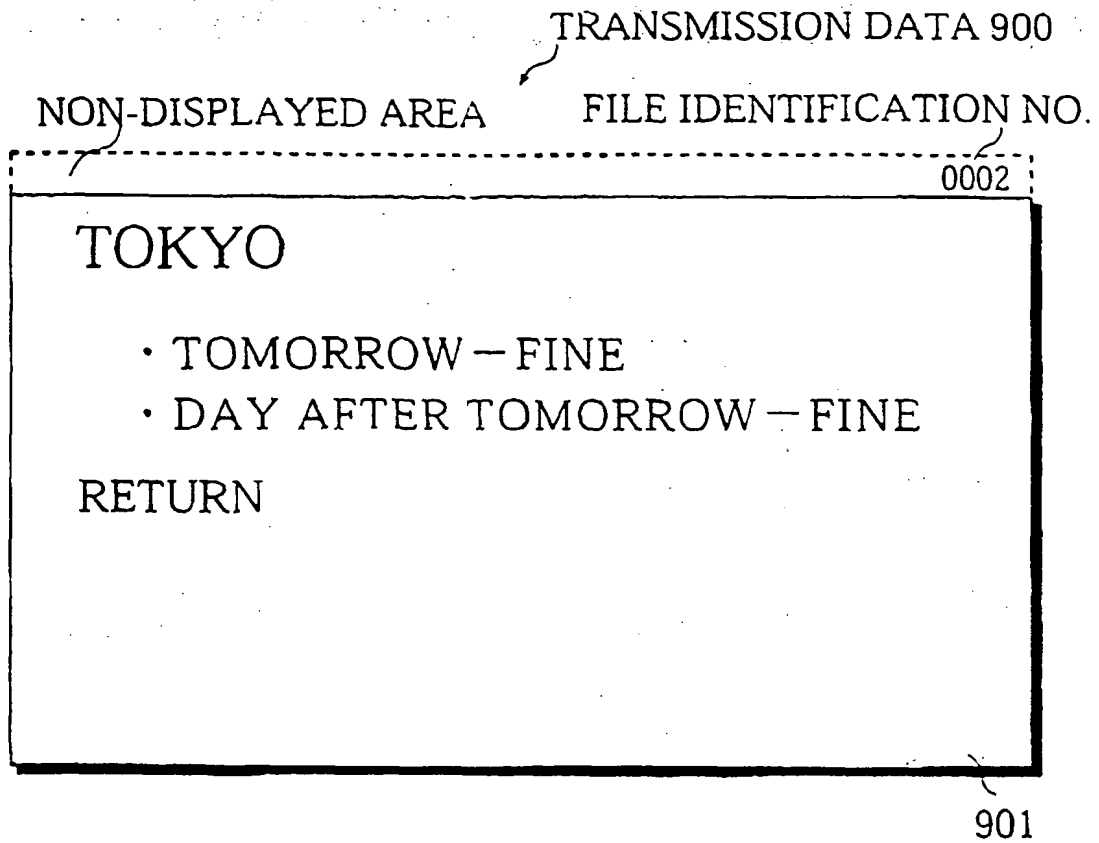 TRANSMISSION DATA 900
NON-DISPLAYED AREA
FILE IDENTIFICATION NO.
0002
TOKYO
・TOMORROW－FINE
・DAY AFTER TOMORROW－FINE
RETURN
901